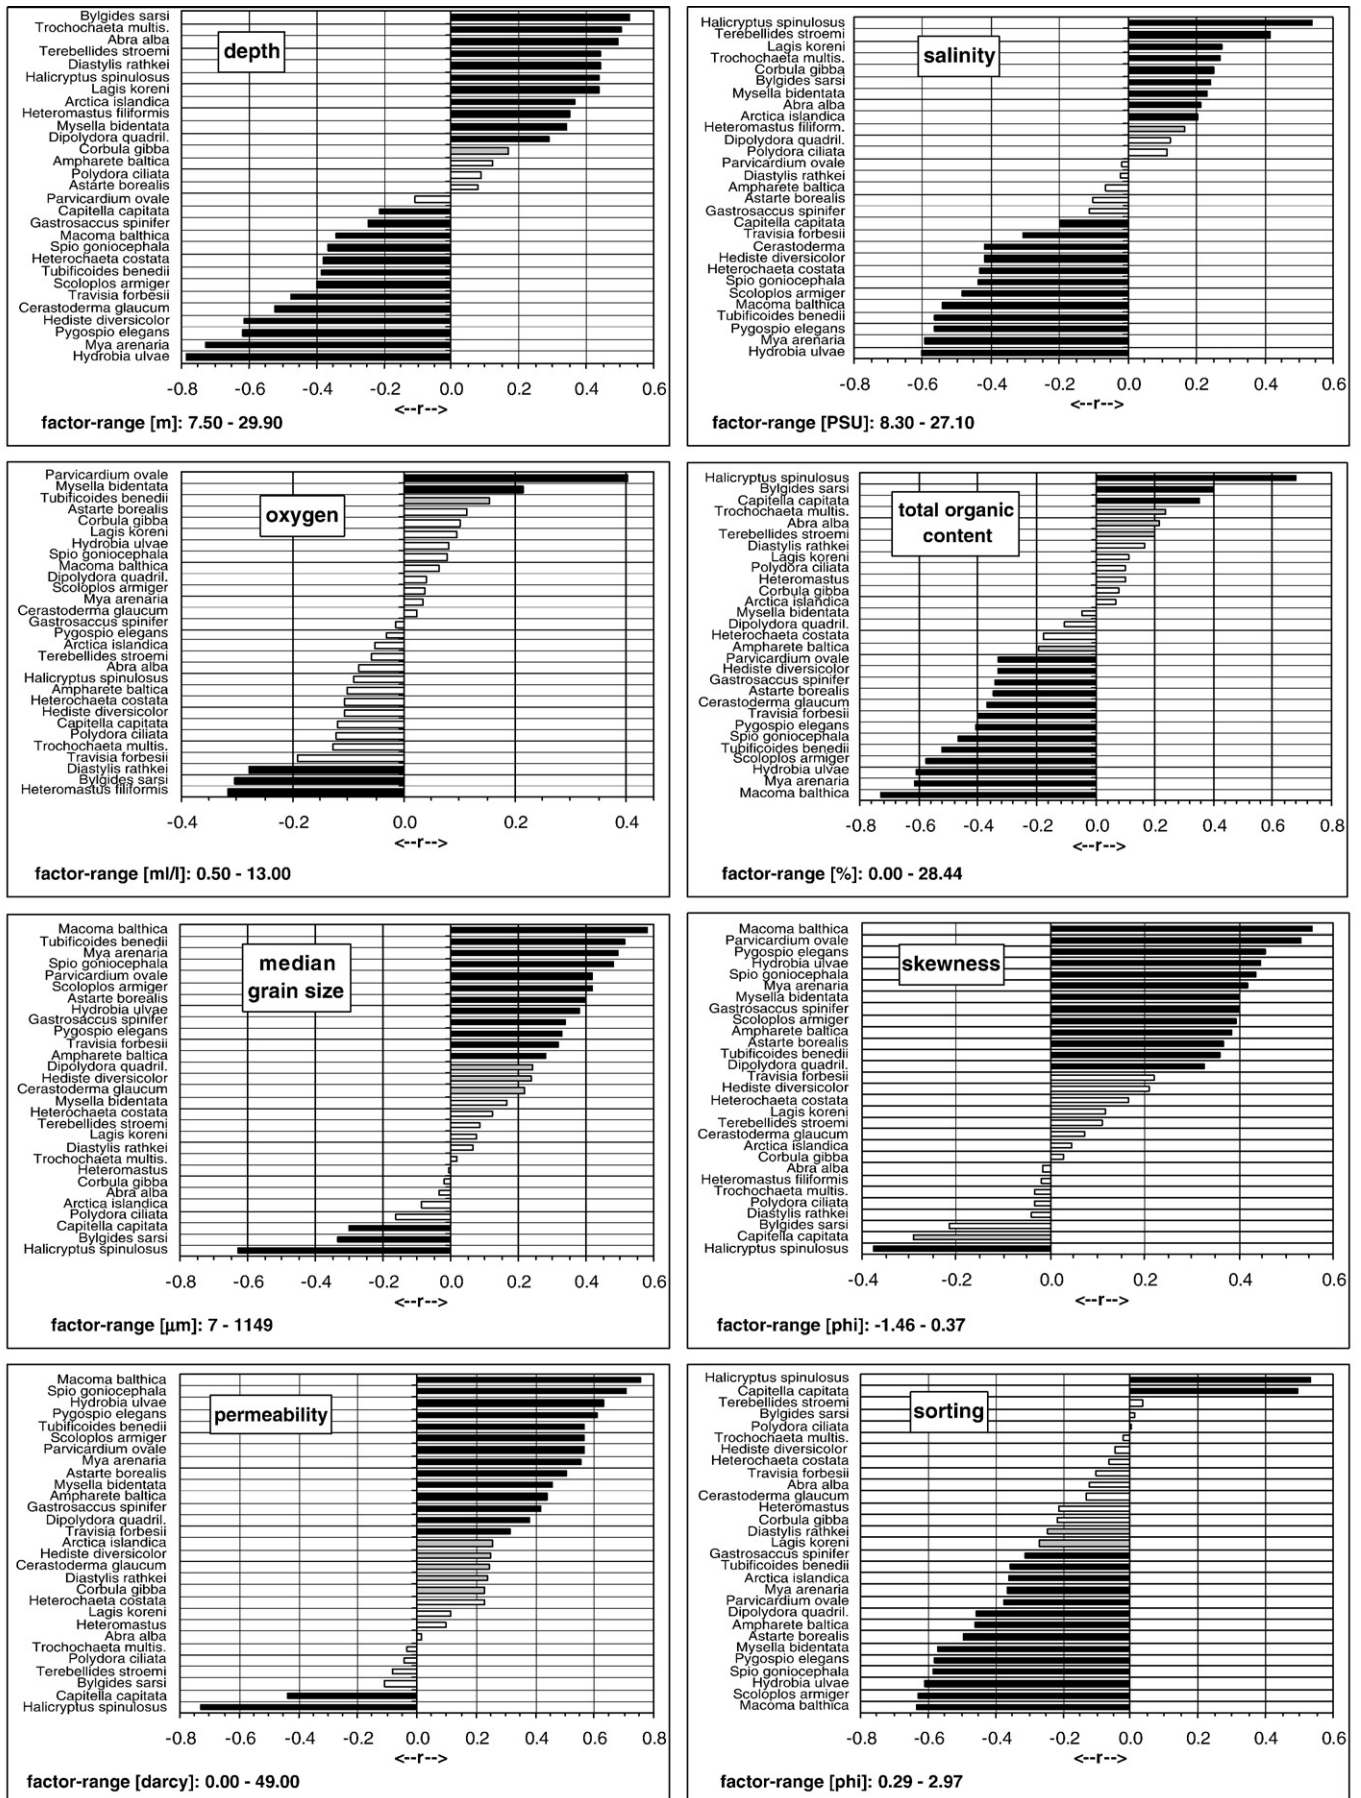 Bylgides sarsi
Trochochaeta multis.
Abra alba
Terebellides stroemi
Diastylis rathkei
Halicryptus spinulosus
Lagis koreni
Arctica islandica
Heteromastus filiformis
Mysella bidentata
Dipolydora quadril.
Corbula gibba
Ampharete baltica
Polydora ciliata
Astarte borealis
Parvicardium ovale
Capitella capitata
Gastrosaccus spinifer
Macoma balthica
Spio goniocephala
Heterochaeta costata
Tubificoides benedii
Scoloplos armiger
Travisia forbesii
Cerastoderma glaucum
Hediste diversicolor
Pygospio elegans
Mya arenaria
Hydrobia ulvae
depth
-0.8 -0.6 -0.4 -0.2 0.0 0.2 0.4 0.6
<--r-->
factor-range [m]: 7.50 - 29.90
Halicryptus spinulosus
Terebellides stroemi
Lagis koreni
Trochochaeta multis.
Corbula gibba
Bylgides sarsi
Mysella bidentata
Abra alba
Arctica islandica
Heteromastus filiform.
Dipolydora quadril.
Polydora ciliata
Parvicardium ovale
Diastylis rathkei
Ampharete baltica
Astarte borealis
Gastrosaccus spinifer
Capitella capitata
Travisia forbesii
Cerastoderma
Hediste diversicolor
Heterochaeta costata
Spio goniocephala
Scoloplos armiger
Macoma balthica
Tubificoides benedii
Pygospio elegans
Mya arenaria
Hydrobia ulvae
salinity
-0.8 -0.6 -0.4 -0.2 0.0 0.2 0.4 0.6
<--r-->
factor-range [PSU]: 8.30 - 27.10
Parvicardium ovale
Mysella bidentata
Tubificoides benedii
Astarte borealis
Corbula gibba
Lagis koreni
Hydrobia ulvae
Spio goniocephala
Macoma balthica
Dipolydora quadril.
Scoloplos armiger
Mya arenaria
Cerastoderma glaucum
Gastrosaccus spinifer
Pygospio elegans
Arctica islandica
Terebellides stroemi
Abra alba
Halicryptus spinulosus
Ampharete baltica
Heterochaeta costata
Hediste diversicolor
Capitella capitata
Polydora ciliata
Trochochaeta multis.
Travisia forbesii
Diastylis rathkei
Bylgides sarsi
Heteromastus filiformis
oxygen
-0.4 -0.2 0.0 0.2 0.4
<--r-->
factor-range [ml/l]: 0.50 - 13.00
Halicryptus spinulosus
Bylgides sarsi
Capitella capitata
Trochochaeta multis.
Abra alba
Terebellides stroemi
Diastylis rathkei
Lagis koreni
Polydora ciliata
Heteromastus
Corbula gibba
Arctica islandica
Mysella bidentata
Dipolydora quadril.
Heterochaeta costata
Ampharete baltica
Parvicardium ovale
Hediste diversicolor
Gastrosaccus spinifer
Astarte borealis
Cerastoderma glaucum
Travisia forbesii
Pygospio elegans
Spio goniocephala
Tubificoides benedii
Scoloplos armiger
Hydrobia ulvae
Mya arenaria
Macoma balthica
total organic
content
-0.8 -0.6 -0.4 -0.2 0.0 0.2 0.4 0.6 0.8
<--r-->
factor-range [%]: 0.00 - 28.44
Macoma balthica
Tubificoides benedii
Mya arenaria
Spio goniocephala
Parvicardium ovale
Scoloplos armiger
Astarte borealis
Hydrobia ulvae
Gastrosaccus spinifer
Pygospio elegans
Travisia forbesii
Ampharete baltica
Dipolydora quadril.
Hediste diversicolor
Cerastoderma glaucum
Mysella bidentata
Heterochaeta costata
Terebellides stroemi
Lagis koreni
Diastylis rathkei
Trochochaeta multis.
Heteromastus
Corbula gibba
Abra alba
Arctica islandica
Polydora ciliata
Capitella capitata
Bylgides sarsi
Halicryptus spinulosus
median
grain size
-0.8 -0.6 -0.4 -0.2 0.0 0.2 0.4 0.6
<--r-->
factor-range [µm]: 7 - 1149
Macoma balthica
Parvicardium ovale
Pygospio elegans
Hydrobia ulvae
Spio goniocephala
Mya arenaria
Mysella bidentata
Gastrosaccus spinifer
Scoloplos armiger
Ampharete baltica
Astarte borealis
Tubificoides benedii
Dipolydora quadril.
Travisia forbesii
Hediste diversicolor
Heterochaeta costata
Lagis koreni
Terebellides stroemi
Cerastoderma glaucum
Arctica islandica
Corbula gibba
Abra alba
Heteromastus filiformis
Trochochaeta multis.
Polydora ciliata
Diastylis rathkei
Bylgides sarsi
Capitella capitata
Halicryptus spinulosus
skewness
-0.4 -0.2 0.0 0.2 0.4 0.6
<--r-->
factor-range [phi]: -1.46 - 0.37
Macoma balthica
Spio goniocephala
Hydrobia ulvae
Pygospio elegans
Tubificoides benedii
Scoloplos armiger
Parvicardium ovale
Mya arenaria
Astarte borealis
Mysella bidentata
Ampharete baltica
Gastrosaccus spinifer
Dipolydora quadril.
Travisia forbesii
Arctica islandica
Hediste diversicolor
Cerastoderma glaucum
Diastylis rathkei
Corbula gibba
Heterochaeta costata
Lagis koreni
Heteromastus
Abra alba
Trochochaeta multis.
Polydora ciliata
Terebellides stroemi
Bylgides sarsi
Capitella capitata
Halicryptus spinulosus
permeability
-0.8 -0.6 -0.4 -0.2 0.0 0.2 0.4 0.6 0.8
<--r-->
factor-range [darcy]: 0.00 - 49.00
Halicryptus spinulosus
Capitella capitata
Terebellides stroemi
Bylgides sarsi
Polydora ciliata
Trochochaeta multis.
Hediste diversicolor
Heterochaeta costata
Travisia forbesii
Abra alba
Cerastoderma glaucum
Heteromastus
Corbula gibba
Diastylis rathkei
Lagis koreni
Gastrosaccus spinifer
Tubificoides benedii
Arctica islandica
Mya arenaria
Parvicardium ovale
Dipolydora quadril.
Ampharete baltica
Astarte borealis
Mysella bidentata
Pygospio elegans
Spio goniocephala
Hydrobia ulvae
Scoloplos armiger
Macoma balthica
sorting
-0.8 -0.6 -0.4 -0.2 0.0 0.2 0.4 0.6
<--r-->
factor-range [phi]: 0.29 - 2.97